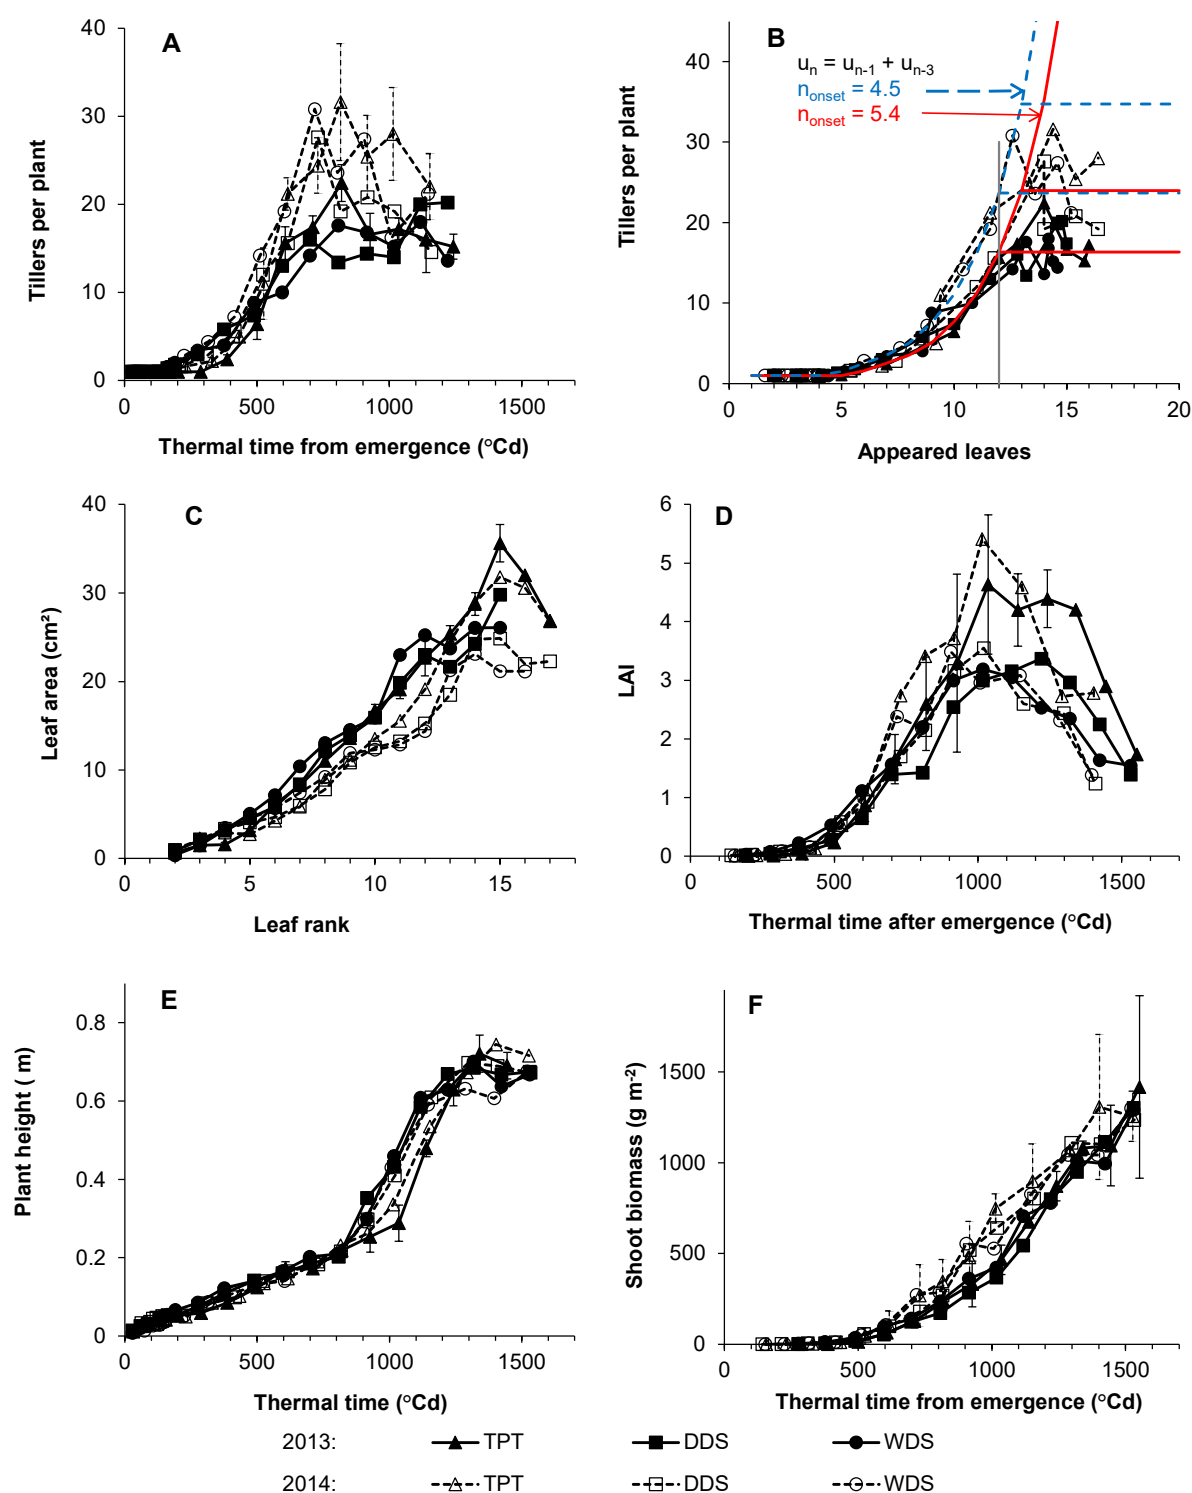 A
Tillers per plant
40
30
20
10
0
0 500 1000 1500
Thermal time from emergence (°Cd)
B
u_n = u_n-1 + u_n-3
n_onset = 4.5
n_onset = 5.4
Tillers per plant
40
30
20
10
0
0 5 10 15 20
Appeared leaves
C
Leaf area (cm²)
40
30
20
10
0
0 5 10 15
Leaf rank
D
LAI
6
5
4
3
2
1
0
0 500 1000 1500
Thermal time after emergence (°Cd)
E
Plant height ( m)
0.8
0.6
0.4
0.2
0
0 500 1000 1500
Thermal time (°Cd)
F
Shoot biomass (g m⁻²)
1500
1000
500
0
0 500 1000 1500
Thermal time from emergence (°Cd)
2013: TPT DDS WDS
2014: TPT DDS WDS